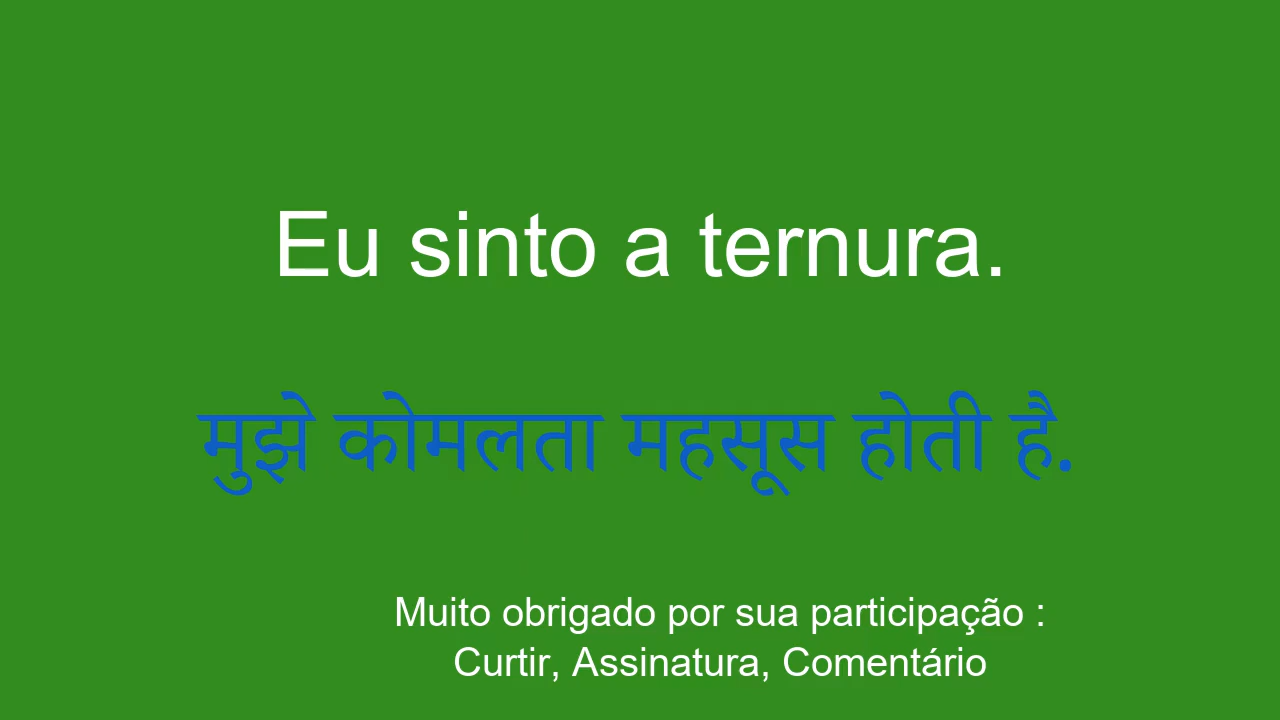 Eu sinto a ternura.
मुझे कोमलता महसूस होती है.
Muito obrigado por sua participação :
Curtir, Assinatura, Comentário